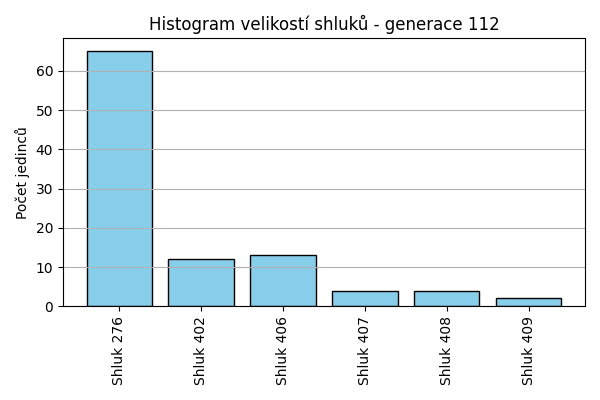 Histogram velikostí shluků - generace 112
Počet jedinců
60
50
40
30
20
10
0
Shluk 276
Shluk 402
Shluk 406
Shluk 407
Shluk 408
Shluk 409